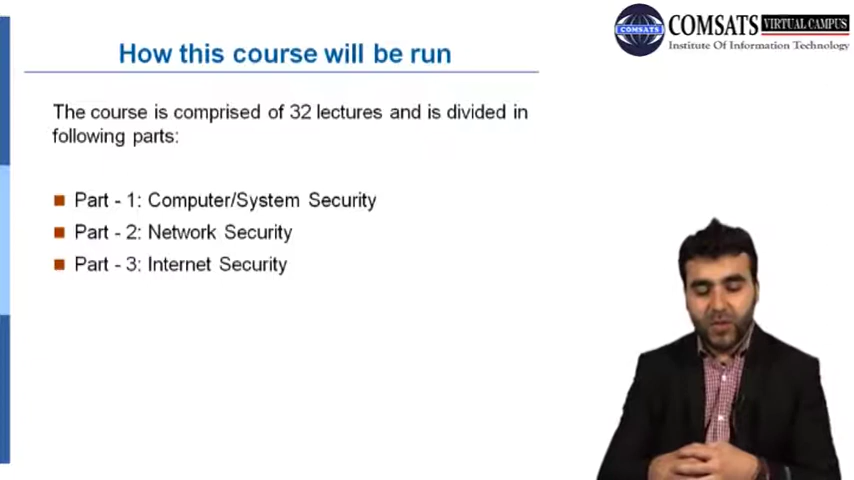 COMSATS VIRTUAL CAMPUS
COMSATS
Institute Of Information Technology
How this course will be run
The course is comprised of 32 lectures and is divided in
following parts:
Part - 1: Computer/System Security
Part - 2: Network Security
Part - 3: Internet Security